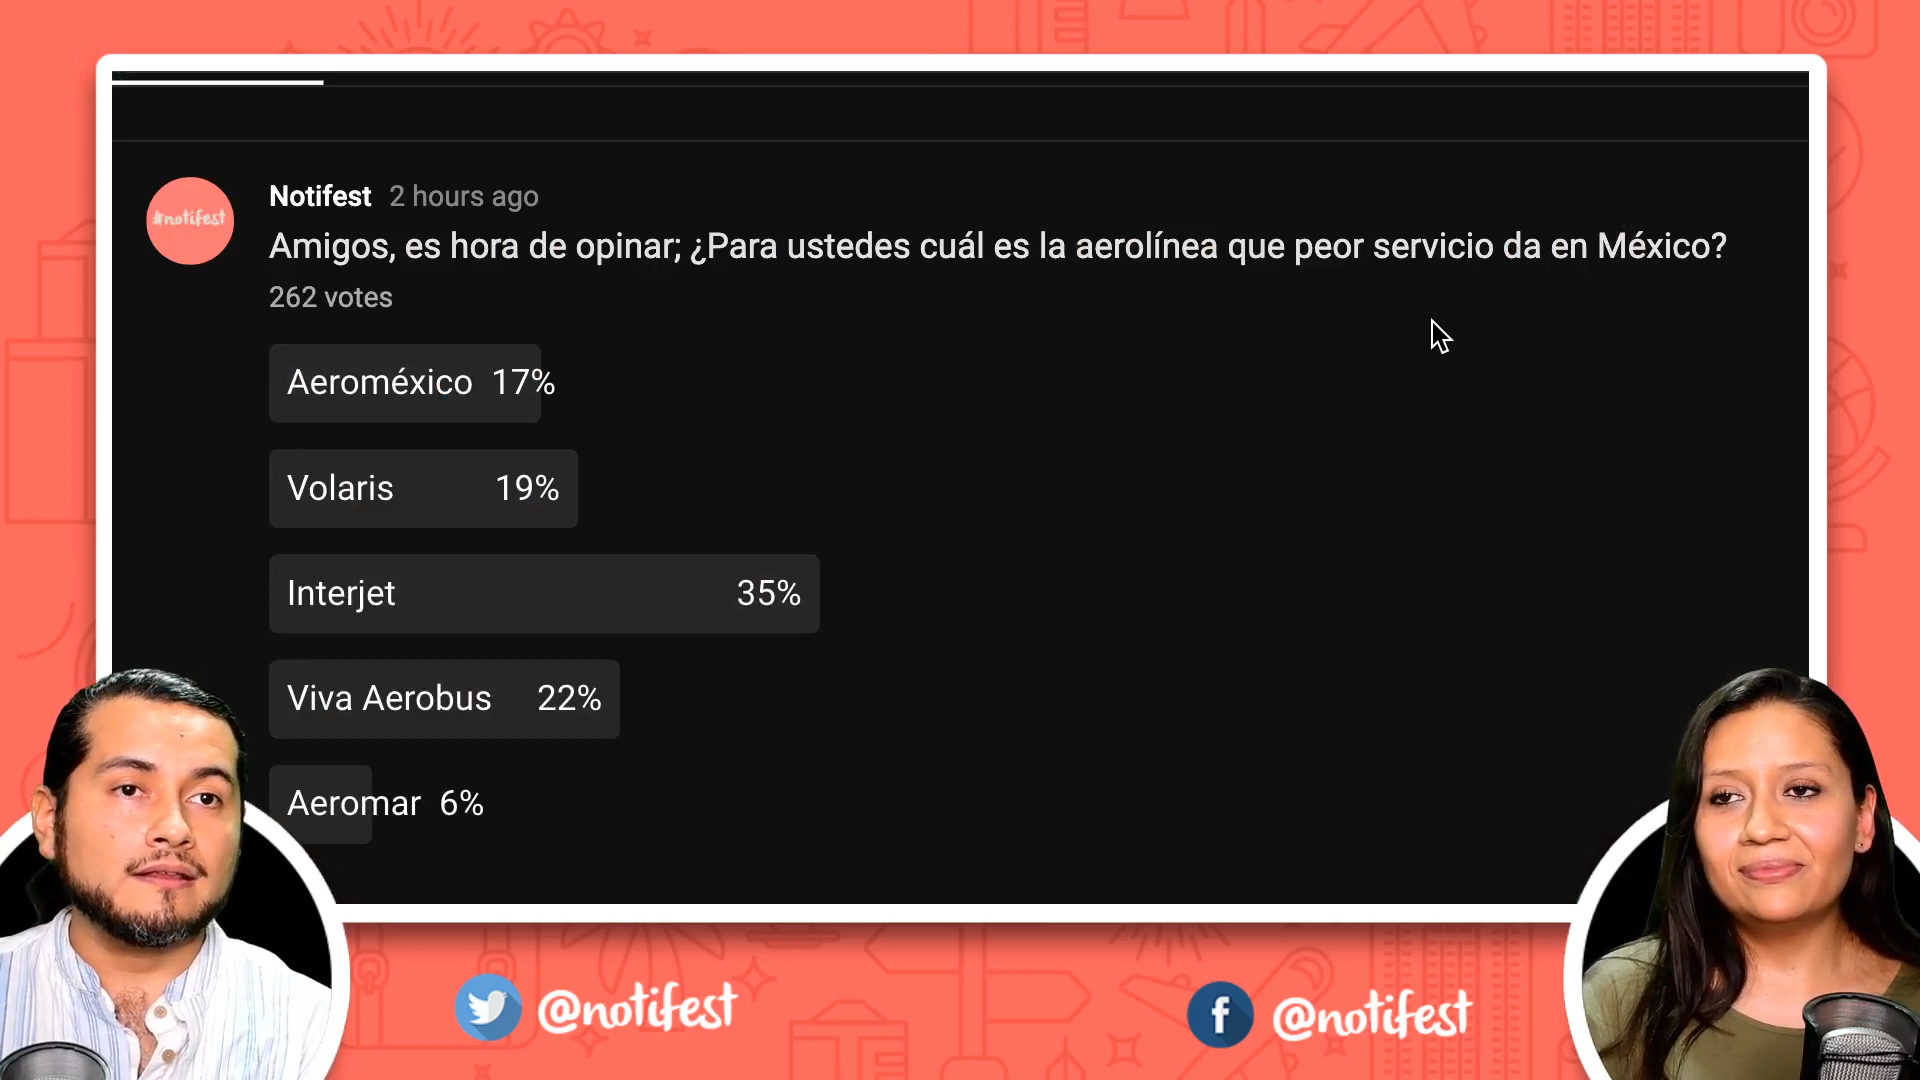 #notifest
Notifest 2 hours ago
Amigos, es hora de opinar; ¿Para ustedes cuál es la aerolínea que peor servicio da en México?
262 votes
Aeroméxico 17%
Volaris 19%
Interjet 35%
Viva Aerobus 22%
Aeromar 6%
@notifest
f @notifest